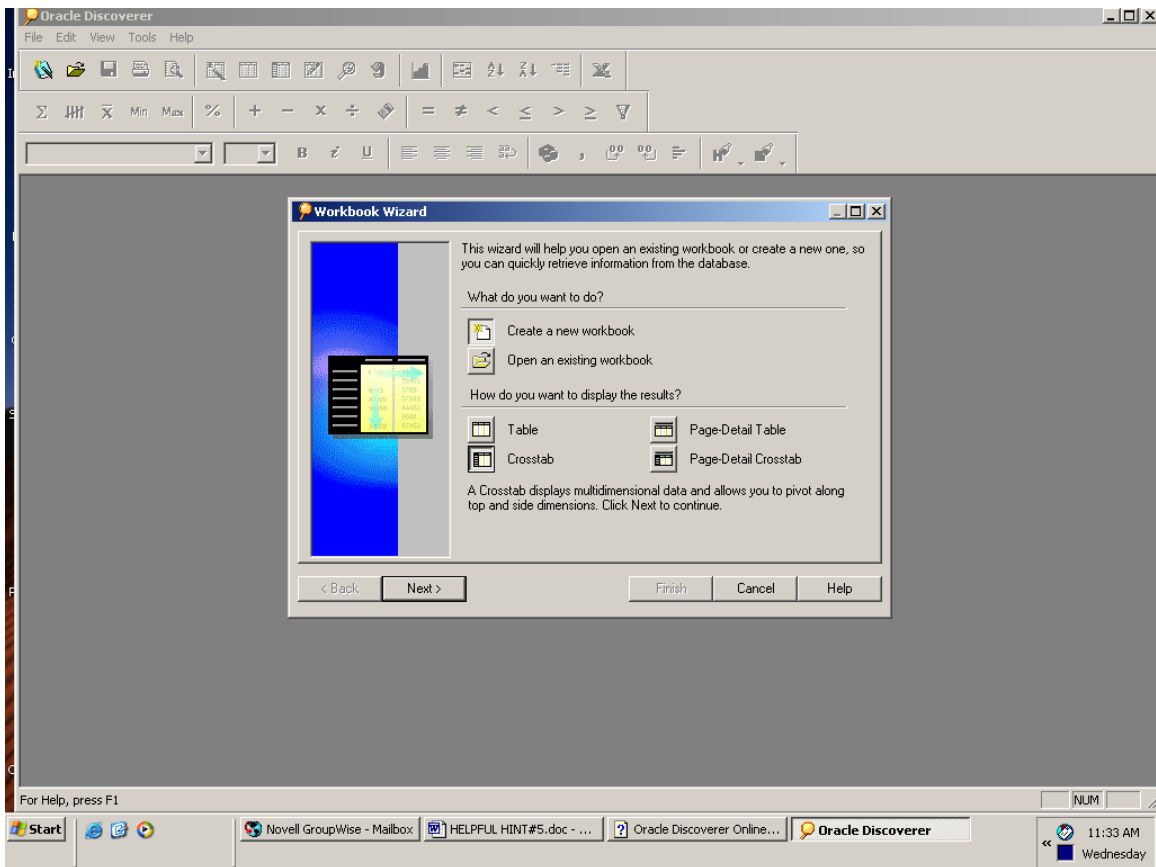 Oracle Discoverer
File Edit View Tools Help
Σ X Min Max % + - x ÷ = ≠ < ≤ > ≥
B i U
Workbook Wizard
This wizard will help you open an existing workbook or create a new one, so
you can quickly retrieve information from the database.
What do you want to do?
Create a new workbook
Open an existing workbook
How do you want to display the results?
Table Page-Detail Table
Crosstab Page-Detail Crosstab
A Crosstab displays multidimensional data and allows you to pivot along
top and side dimensions. Click Next to continue.
< Back Next > Finish Cancel Help
For Help, press F1 NUM
Start Novell GroupWise - Mailbox HELPFUL HINT#5.doc - ... Oracle Discoverer Online... Oracle Discoverer « 11:33 AM
Wednesday